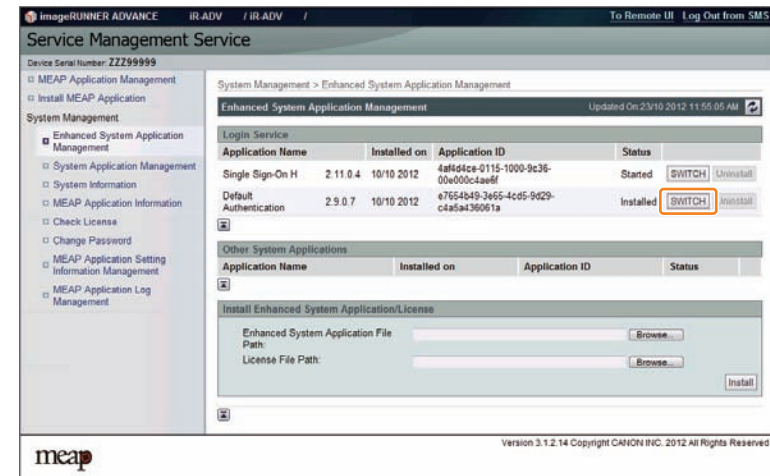 imageRUNNER ADVANCE iR-ADV / iR-ADV / To Remote UI Log Out from SMS
Service Management Service
Device Serial Number: ZZZ99999
MEAP Application Management
Install MEAP Application
System Management
Enhanced System Application
Management
System Application Management
System Information
MEAP Application Information
Check License
Change Password
MEAP Application Setting
Information Management
MEAP Application Log
Management
System Management > Enhanced System Application Management
Enhanced System Application Management Updated On:23/10 2012 11:55:05 AM
Login Service
Application Name Installed on Application ID Status
Single Sign-On H 2.11.0.4 10/10 2012 4af4d4ce-0115-1000-9c36-
00e000c4ae6f Started SWITCH Uninstall
Default
Authentication 2.9.0.7 10/10 2012 e7654b49-3e65-4cd5-9d29-
c4a5a436061a Installed SWITCH Uninstall
Other System Applications
Application Name Installed on Application ID Status
Install Enhanced System Application/License
Enhanced System Application File
Path: Browse...
License File Path: Browse...
Install
Version 3.1.2.14 Copyright CANON INC. 2012 All Rights Reserved
meap